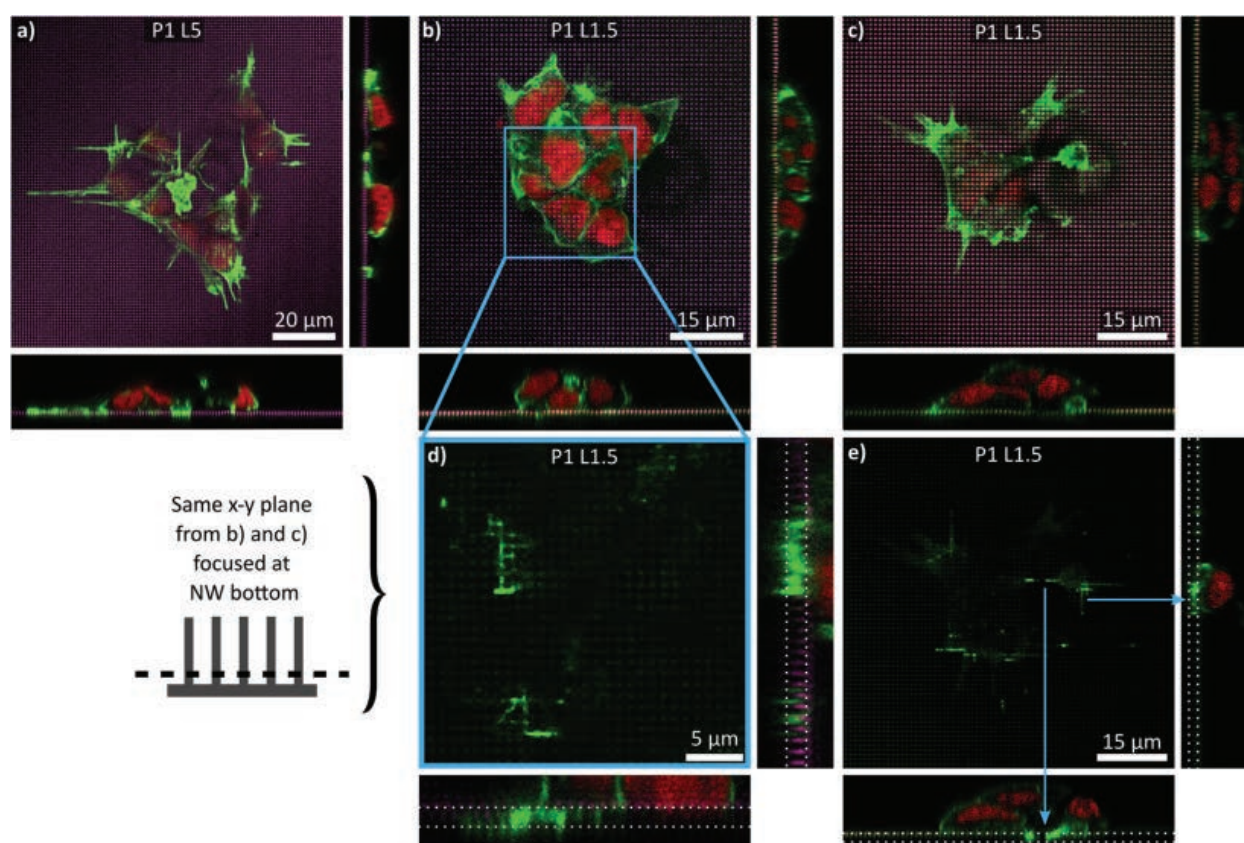 a)
P1 L5
20 µm
b)
P1 L1.5
15 µm
c)
P1 L1.5
15 µm
Same x-y plane
from b) and c)
focused at
NW bottom
d)
P1 L1.5
5 µm
e)
P1 L1.5
15 µm